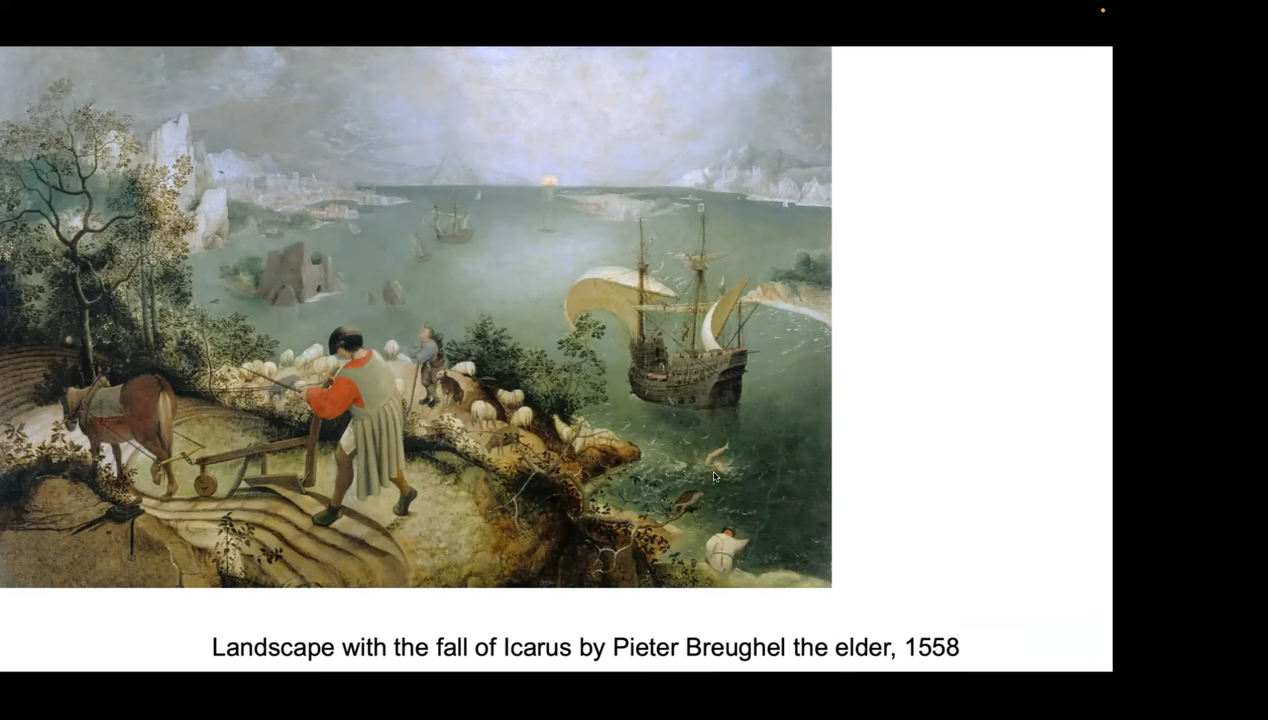 Landscape with the fall of Icarus by Pieter Breughel the elder, 1558